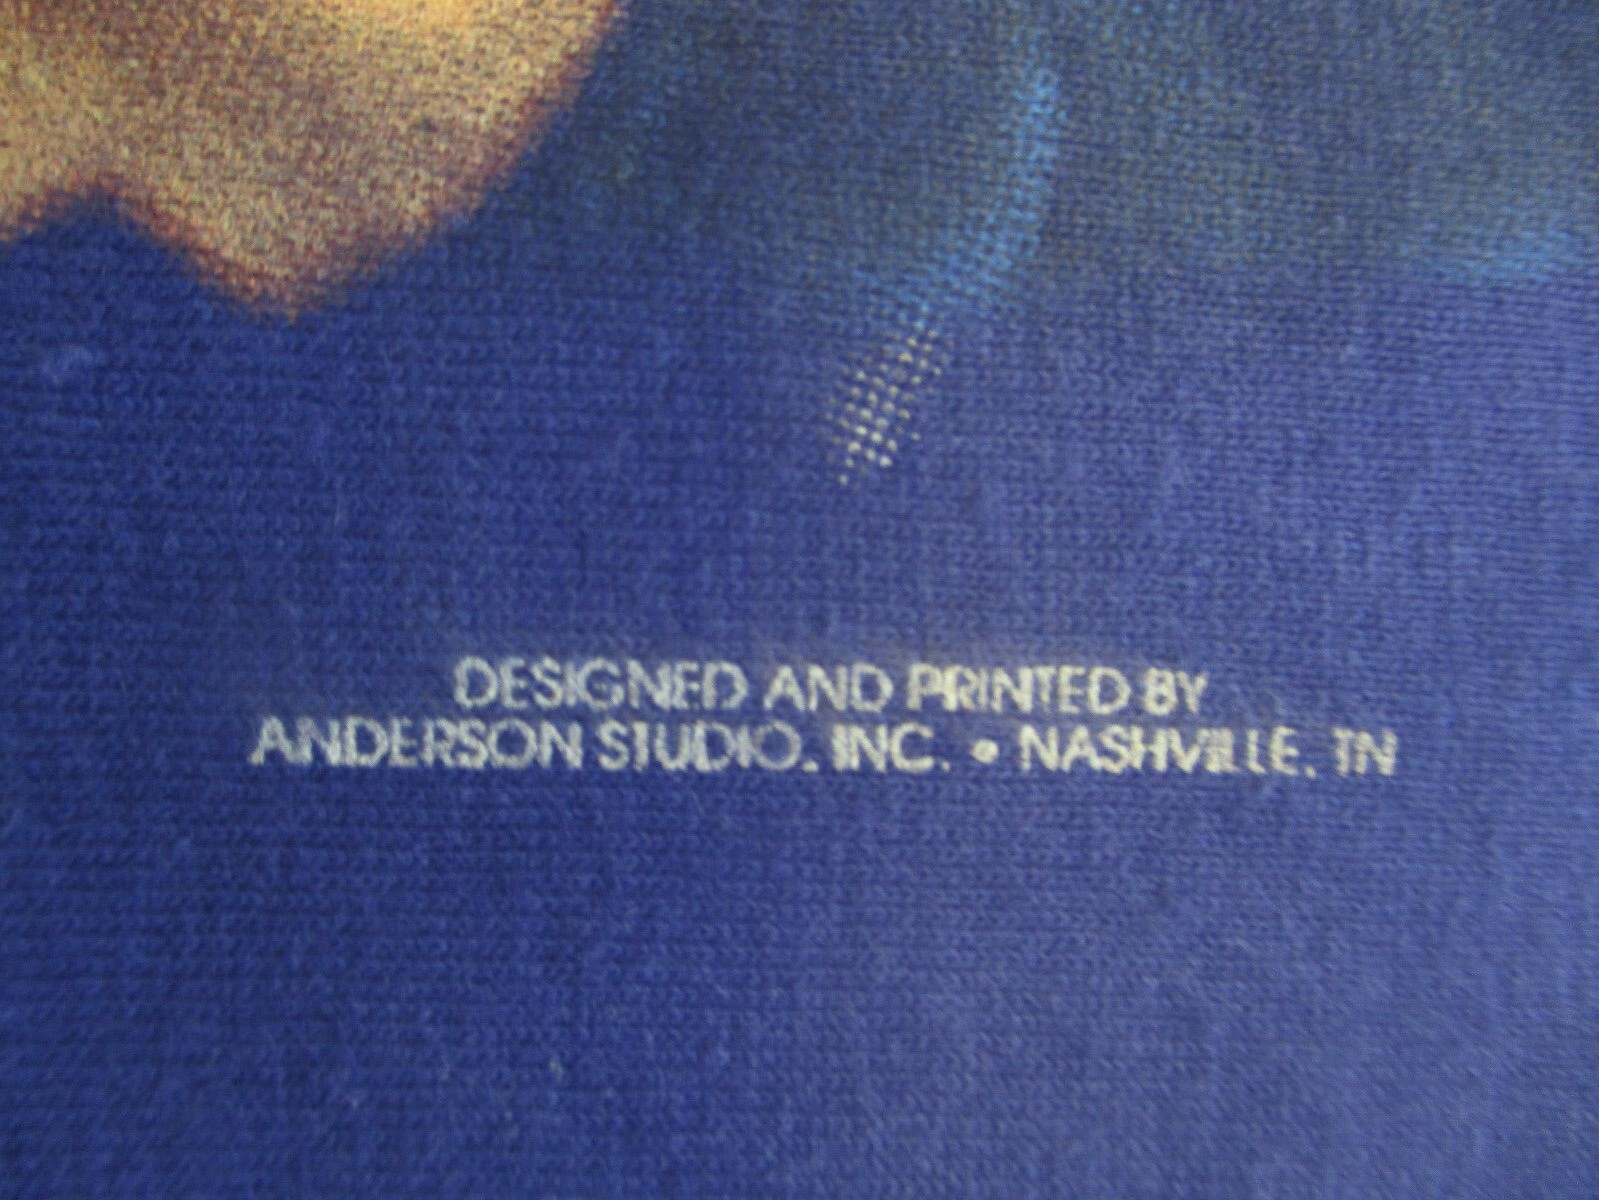 DESIGNED AND PRINTED BY
ANDERSON STUDIO, INC. • NASHVILLE, TN